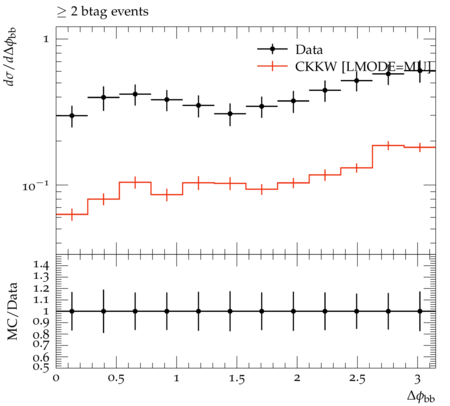 ≥ 2 btag events
1
dσ/dΔϕbb
Data
CKKW [LMODE=MU]
10−1
MC/Data
1.4
1.3
1.2
1.1
1
0.9
0.8
0.7
0.6
0.5
0 0.5 1 1.5 2 2.5 3
Δϕbb